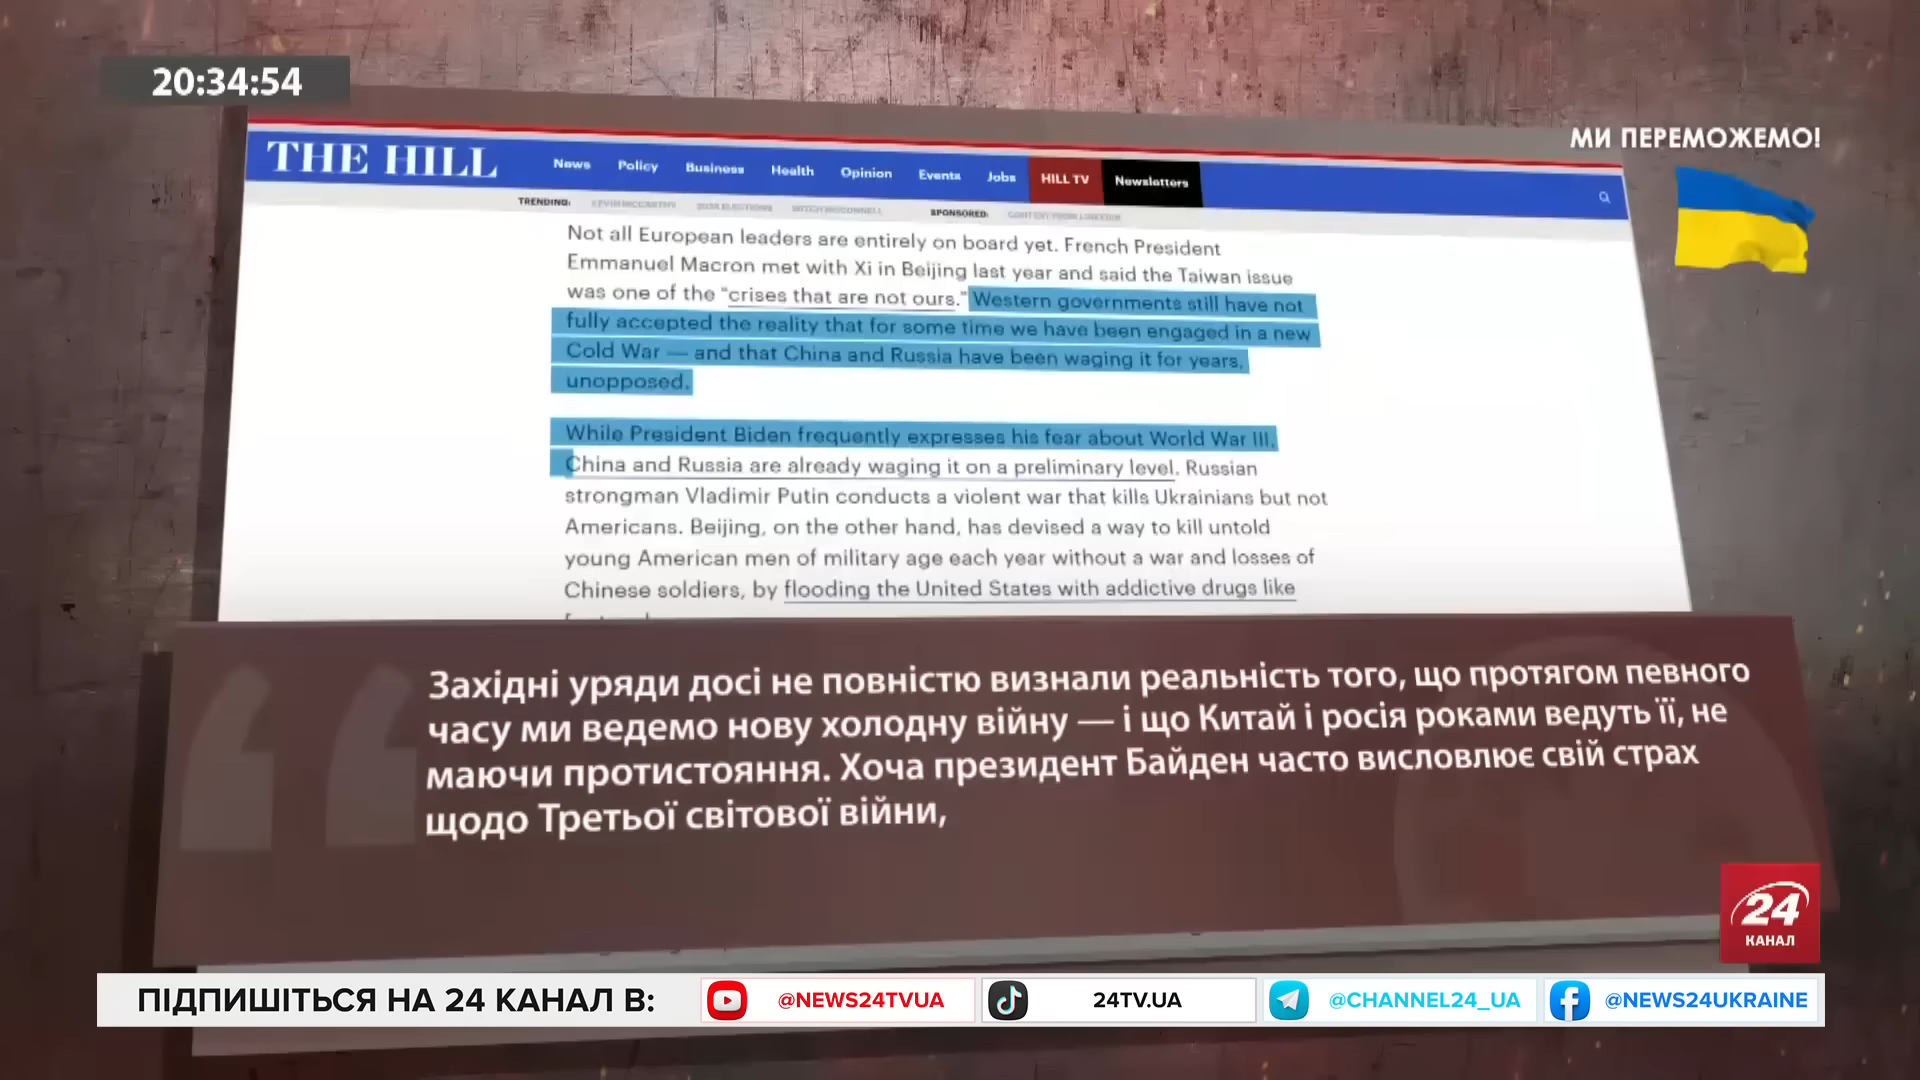 20:34:54
МИ ПЕРЕМОЖЕМО!
THE HILL
News Policy Business Health Opinion Events Jobs HILL TV Newsletters
TRENDING: KEVIN MCCARTHY 2024 ELECTIONS MITCH MCCONNELL SPONSORED: CONTENT FROM LINKEDIN
Not all European leaders are entirely on board yet. French President
Emmanuel Macron met with Xi in Beijing last year and said the Taiwan issue
was one of the “crises that are not ours.” Western governments still have not
fully accepted the reality that for some time we have been engaged in a new
Cold War — and that China and Russia have been waging it for years,
unopposed.
While President Biden frequently expresses his fear about World War III,
China and Russia are already waging it on a preliminary level. Russian
strongman Vladimir Putin conducts a violent war that kills Ukrainians but not
Americans. Beijing, on the other hand, has devised a way to kill untold
young American men of military age each year without a war and losses of
Chinese soldiers, by flooding the United States with addictive drugs like
Західні уряди досі не повністю визнали реальність того, що протягом певного
часу ми ведемо нову холодну війну — і що Китай і росія роками ведуть її, не
маючи протистояння. Хоча президент Байден часто висловлює свій страх
щодо Третьої світової війни,
24
КАНАЛ
ПІДПИШІТЬСЯ НА 24 КАНАЛ В: @NEWS24TVUA 24TV.UA @CHANNEL24_UA @NEWS24UKRAINE